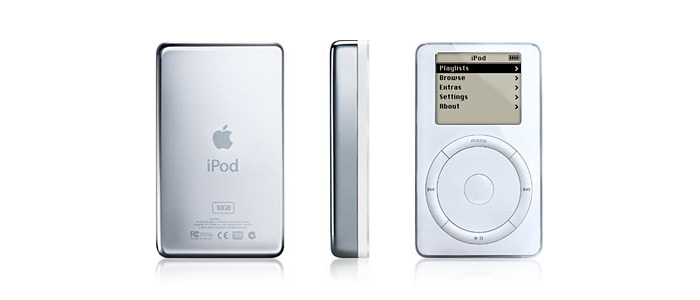 iPod
10GB
iPod
Playlists >
Browse >
Extras >
Settings >
About >
menu